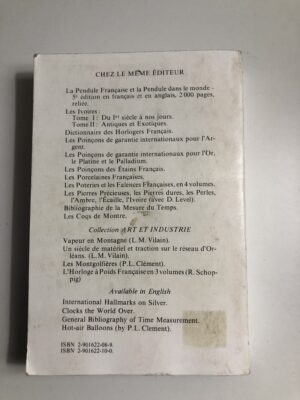 CHEZ LE MÊME ÉDITEUR
La Pendule Française et la Pendule dans le monde -
5e édition en français et en anglais, 2 000 pages,
reliée.
Les Ivoires :
Tome I : Du Ier siècle à nos jours.
Tome II : Antiques et Exotiques.
Dictionnaire des Horlogers Français.
Les Poinçons de garantie internationaux pour l'Ar-
gent.
Les Poinçons de garantie internationaux pour l'Or,
le Platine et le Palladium.
Les Poinçons des Étains Français.
Les Porcelaines Françaises.
Les Poteries et les Faïences Françaises, en 4 volumes.
Les Pierres Précieuses, les Pierres dures, les Perles,
l'Ambre, l'Écaille, l'Ivoire (avec D. Level).
Bibliographie de la Mesure du Temps.
Les Coqs de Montre.
Collection ART ET INDUSTRIE
Vapeur en Montagne (L.M. Vilain).
Un siècle de matériel et traction sur le réseau d'Or-
léans. (L.M. Vilain).
Les Montgolfières (P.L. Clément).
L'Horloge à Poids Français en 3 volumes (R. Schop-
pig)
Available in English
International Hallmarks on Silver.
Clocks the World Over.
General Bibliography of Time Measurement.
Hot-air Balloons (by P.L. Clement).
ISBN 2-901622-08-9.
ISBN 2-901622-10-0.